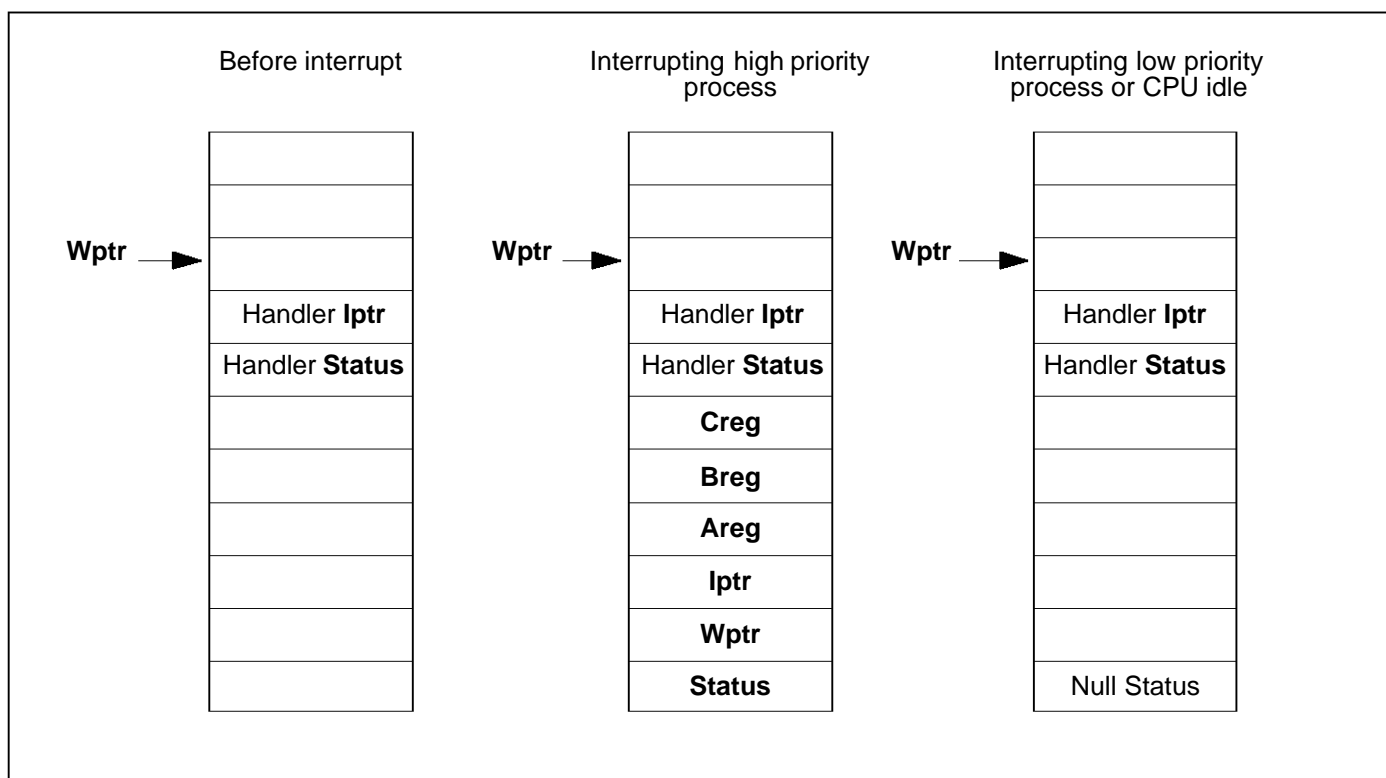 Before interrupt
Wptr
Handler Iptr
Handler Status
Interrupting high priority
process
Wptr
Handler Iptr
Handler Status
Creg
Breg
Areg
Iptr
Wptr
Status
Interrupting low priority
process or CPU idle
Wptr
Handler Iptr
Handler Status
Null Status